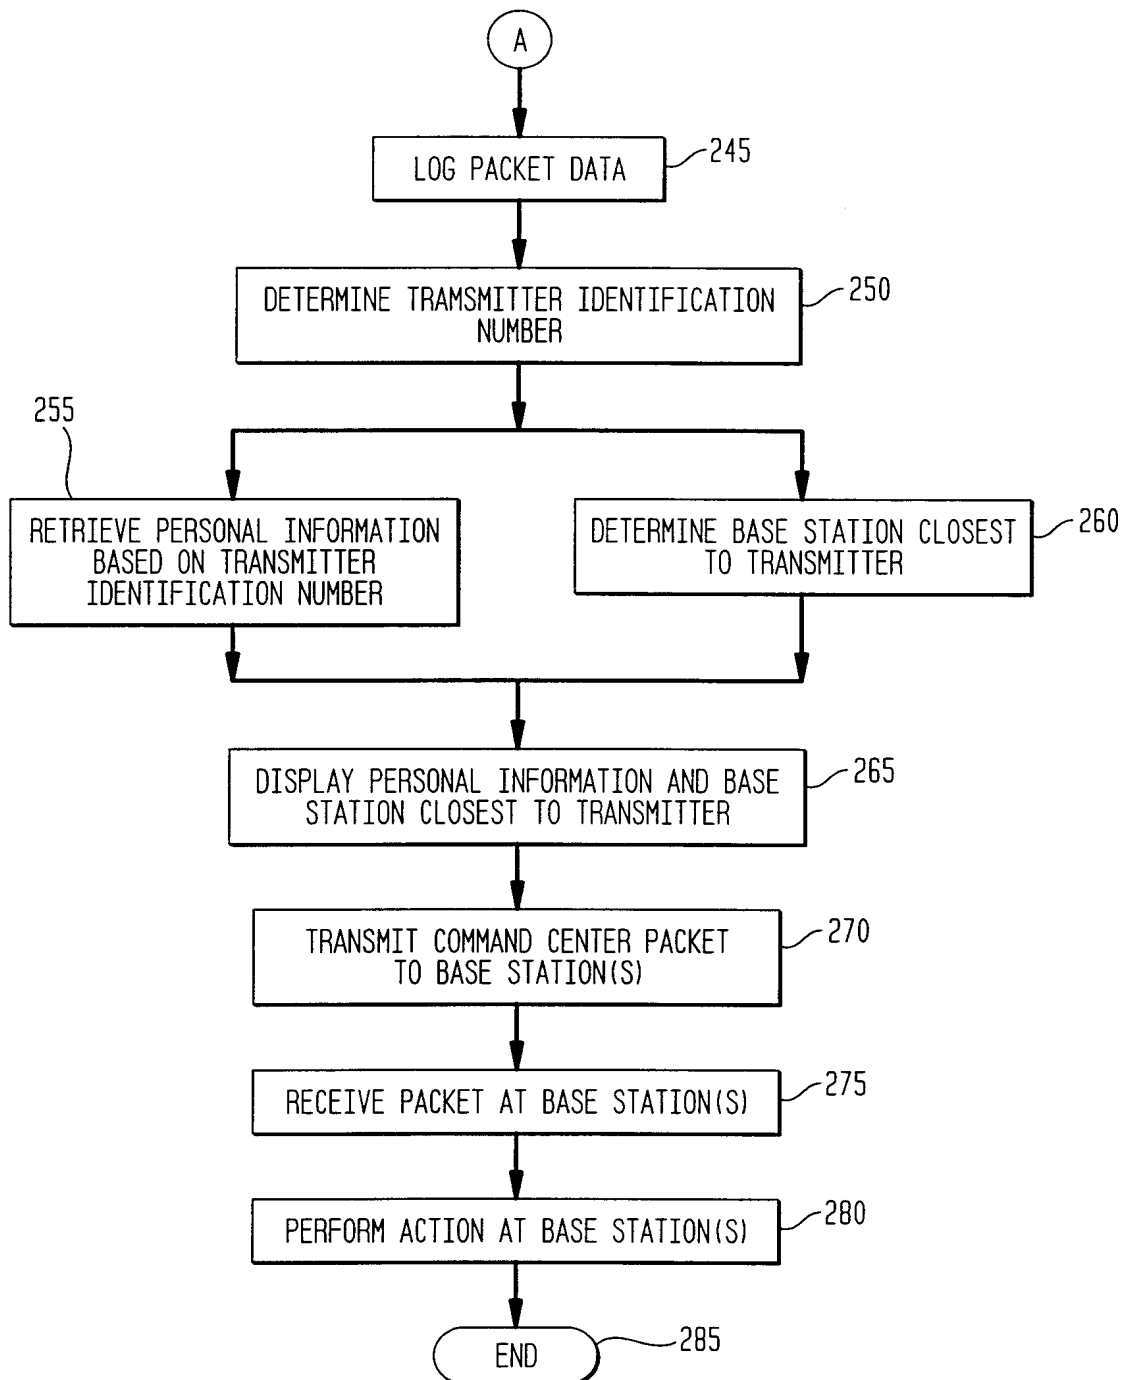 A
LOG PACKET DATA
245
DETERMINE TRAMSMITTER IDENTIFICATION
NUMBER
250
255
RETRIEVE PERSONAL INFORMATION
BASED ON TRANSMITTER
IDENTIFICATION NUMBER
DETERMINE BASE STATION CLOSEST
TO TRANSMITTER
260
DISPLAY PERSONAL INFORMATION AND BASE
STATION CLOSEST TO TRANSMITTER
265
TRANSMIT COMMAND CENTER PACKET
TO BASE STATION(S)
270
RECEIVE PACKET AT BASE STATION(S)
275
PERFORM ACTION AT BASE STATION(S)
280
END
285